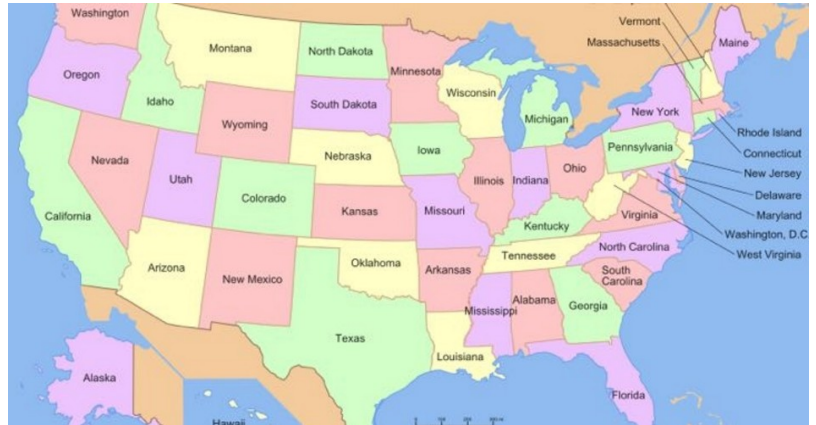 Washington
Vermont
Massachusetts
Maine
Montana
North Dakota
Minnesota
Oregon
Idaho
Wisconsin
South Dakota
Michigan
New York
Wyoming
Rhode Island
Connecticut
Pennsylvania
Iowa
Nebraska
Nevada
Ohio
New Jersey
Illinois
Indiana
Utah
Colorado
Delaware
California
Kansas
Missouri
Virginia
Maryland
Kentucky
Washington, D.C
North Carolina
West Virginia
Tennessee
Arizona
Oklahoma
Arkansas
New Mexico
South
Carolina
Alabama
Georgia
Mississippi
Texas
Louisiana
Alaska
Florida
Hawaii